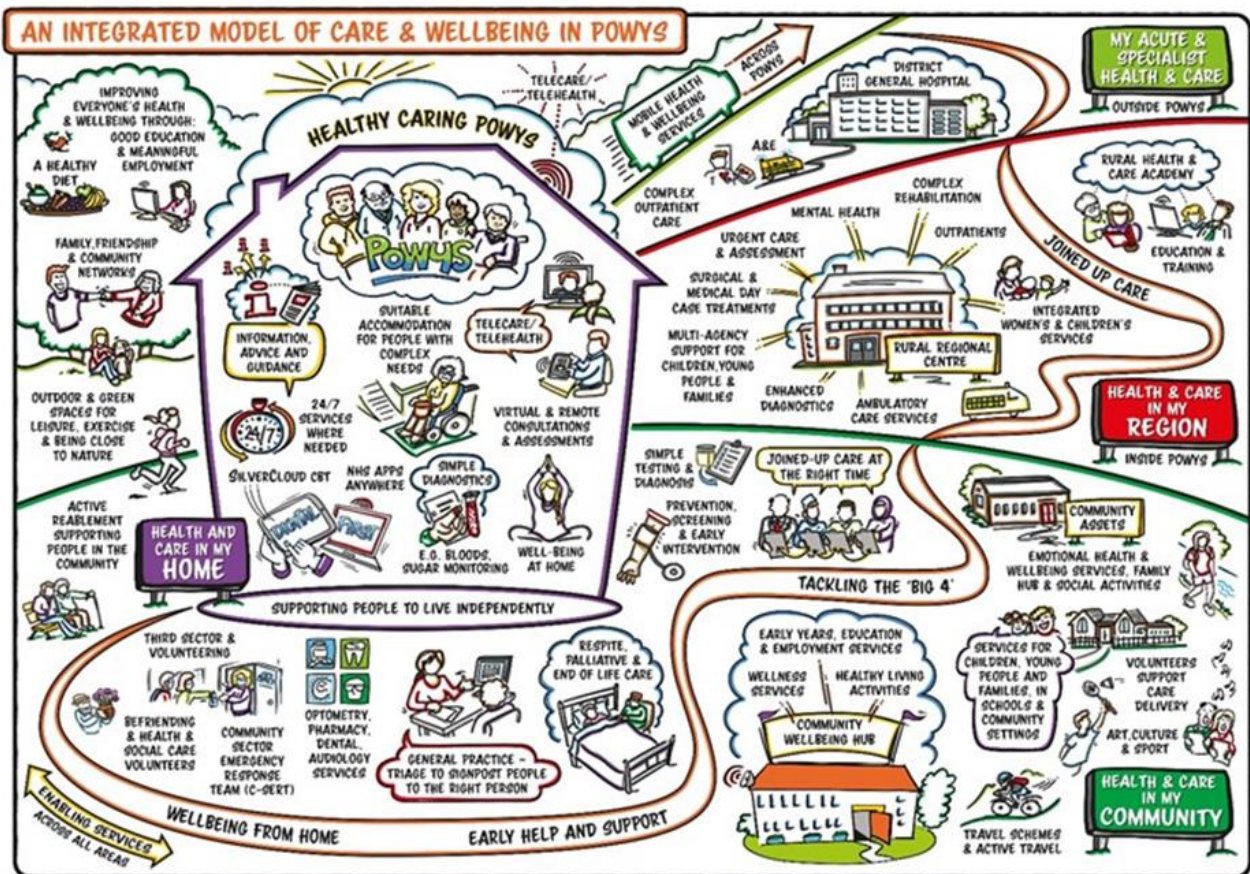 AN INTEGRATED MODEL OF CARE & WELLBEING IN POWYS
IMPROVING
EVERYONE'S HEALTH
& WELLBEING THROUGH:
GOOD EDUCATION
& MEANINGFUL
EMPLOYMENT
A HEALTHY
DIET
FAMILY, FRIENDSHIP
& COMMUNITY
NETWORKS
OUTDOOR & GREEN
SPACES FOR
LEISURE, EXERCISE
& BEING CLOSE
TO NATURE
ACTIVE
REABLEMENT
SUPPORTING
PEOPLE IN THE
COMMUNITY
HEALTHY CARING POWYS
TELECARE/
TELEHEALTH
POWYS
i
i i i
INFORMATION,
ADVICE AND
GUIDANCE
SUITABLE
ACCOMMODATION
FOR PEOPLE WITH
COMPLEX
NEEDS
TELECARE/
TELEHEALTH
24/7
24/7
SERVICES
WHERE
NEEDED
VIRTUAL & REMOTE
CONSULTATIONS
& ASSESSMENTS
SILVERCLOUD CBT
NHS APPS
ANYWHERE
DIGITAL
FIRST
SIMPLE
DIAGNOSTICS
E.G. BLOODS,
SUGAR MONITORING
WELL-BEING
AT HOME
HEALTH AND
CARE IN MY
HOME
SUPPORTING PEOPLE TO LIVE INDEPENDENTLY
MOBILE HEALTH
& WELLBEING
SERVICES
ACROSS
POWYS
DISTRICT
GENERAL HOSPITAL
A&E
COMPLEX
OUTPATIENT
CARE
MY ACUTE &
SPECIALIST
HEALTH & CARE
OUTSIDE POWYS
RURAL HEALTH &
CARE ACADEMY
EDUCATION &
TRAINING
JOINED UP CARE
MENTAL HEALTH
COMPLEX
REHABILITATION
OUTPATIENTS
URGENT CARE
& ASSESSMENT
SURGICAL &
MEDICAL DAY
CASE TREATMENTS
MULTI-AGENCY
SUPPORT FOR
CHILDREN, YOUNG
PEOPLE &
FAMILIES
ENHANCED
DIAGNOSTICS
AMBULATORY
CARE SERVICES
RURAL REGIONAL
CENTRE
INTEGRATED
WOMEN'S & CHILDREN'S
SERVICES
HEALTH & CARE
IN MY
REGION
INSIDE POWYS
SIMPLE
TESTING &
DIAGNOSIS
JOINED-UP CARE AT
THE RIGHT TIME
PREVENTION,
SCREENING
& EARLY
INTERVENTION
TACKLING THE 'BIG 4'
COMMUNITY
ASSETS
EMOTIONAL HEALTH &
WELLBEING SERVICES, FAMILY
HUB & SOCIAL ACTIVITIES
SERVICES FOR
CHILDREN, YOUNG
PEOPLE AND
FAMILIES, IN
SCHOOLS &
COMMUNITY
SETTINGS
VOLUNTEERS
SUPPORT
CARE
DELIVERY
ART, CULTURE
& SPORT
TRAVEL SCHEMES
& ACTIVE TRAVEL
HEALTH & CARE
IN MY
COMMUNITY
EARLY YEARS, EDUCATION
& EMPLOYMENT SERVICES
WELLNESS
SERVICES
HEALTHY LIVING
ACTIVITIES
COMMUNITY
WELLBEING HUB
THIRD SECTOR &
VOLUNTEERING
BEFRIENDING
& HEALTH &
SOCIAL CARE
VOLUNTEERS
COMMUNITY
SECTOR
EMERGENCY
RESPONSE
TEAM (C-SERT)
OPTOMETRY,
PHARMACY,
DENTAL,
AUDIOLOGY
SERVICES
GENERAL PRACTICE –
TRIAGE TO SIGNPOST PEOPLE
TO THE RIGHT PERSON
RESPITE,
PALLIATIVE &
END OF LIFE CARE
WELLBEING FROM HOME
EARLY HELP AND SUPPORT
ENABLING SERVICES
ACROSS ALL AREAS